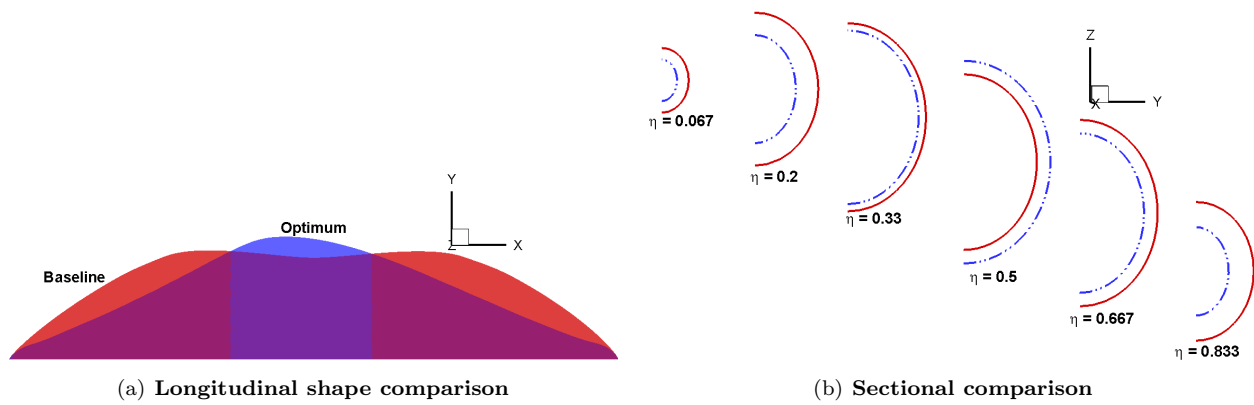 Y
Z X
Optimum
Baseline
(a) Longitudinal shape comparison
Z
X Y
η = 0.067
η = 0.2
η = 0.33
η = 0.5
η = 0.667
η = 0.833
(b) Sectional comparison